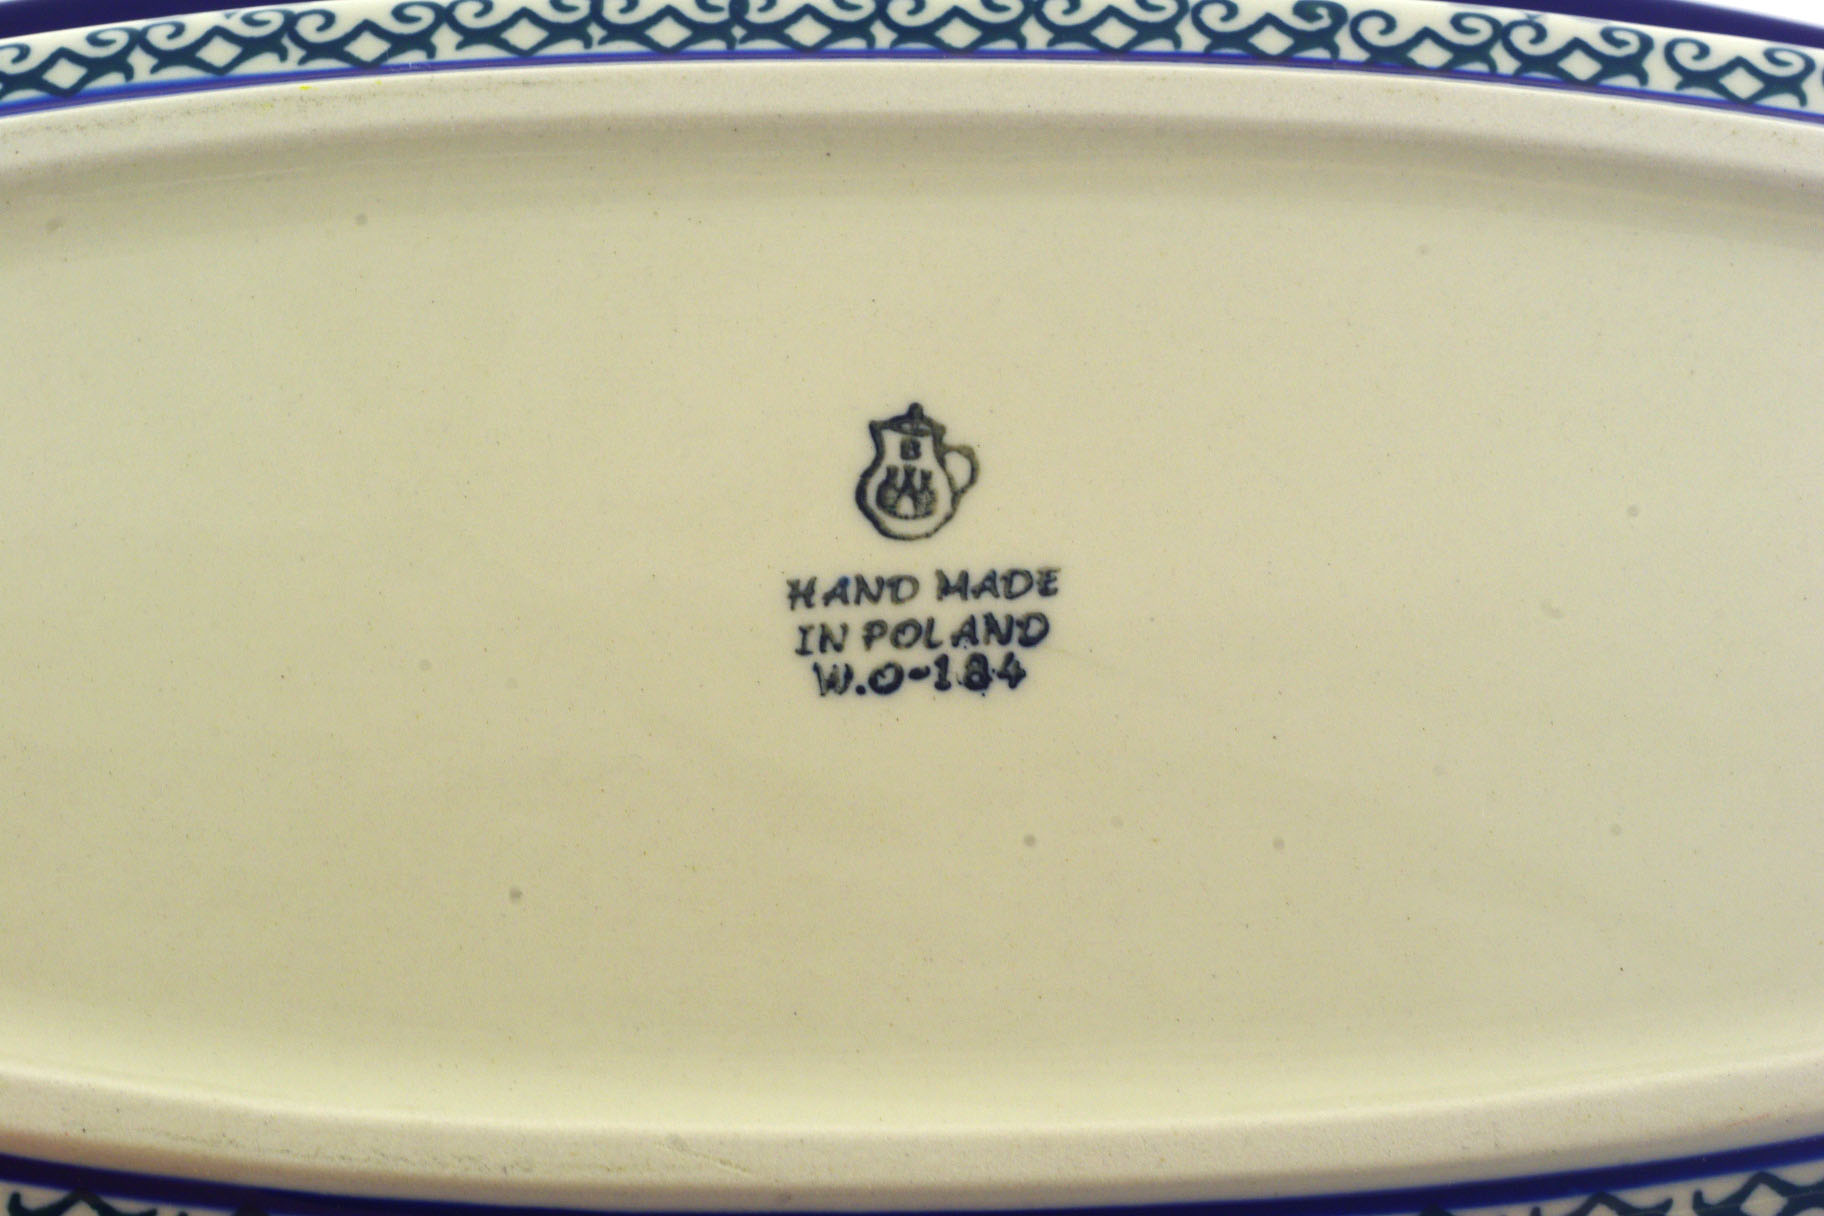 B
HAND MADE
IN POLAND
W.O-184